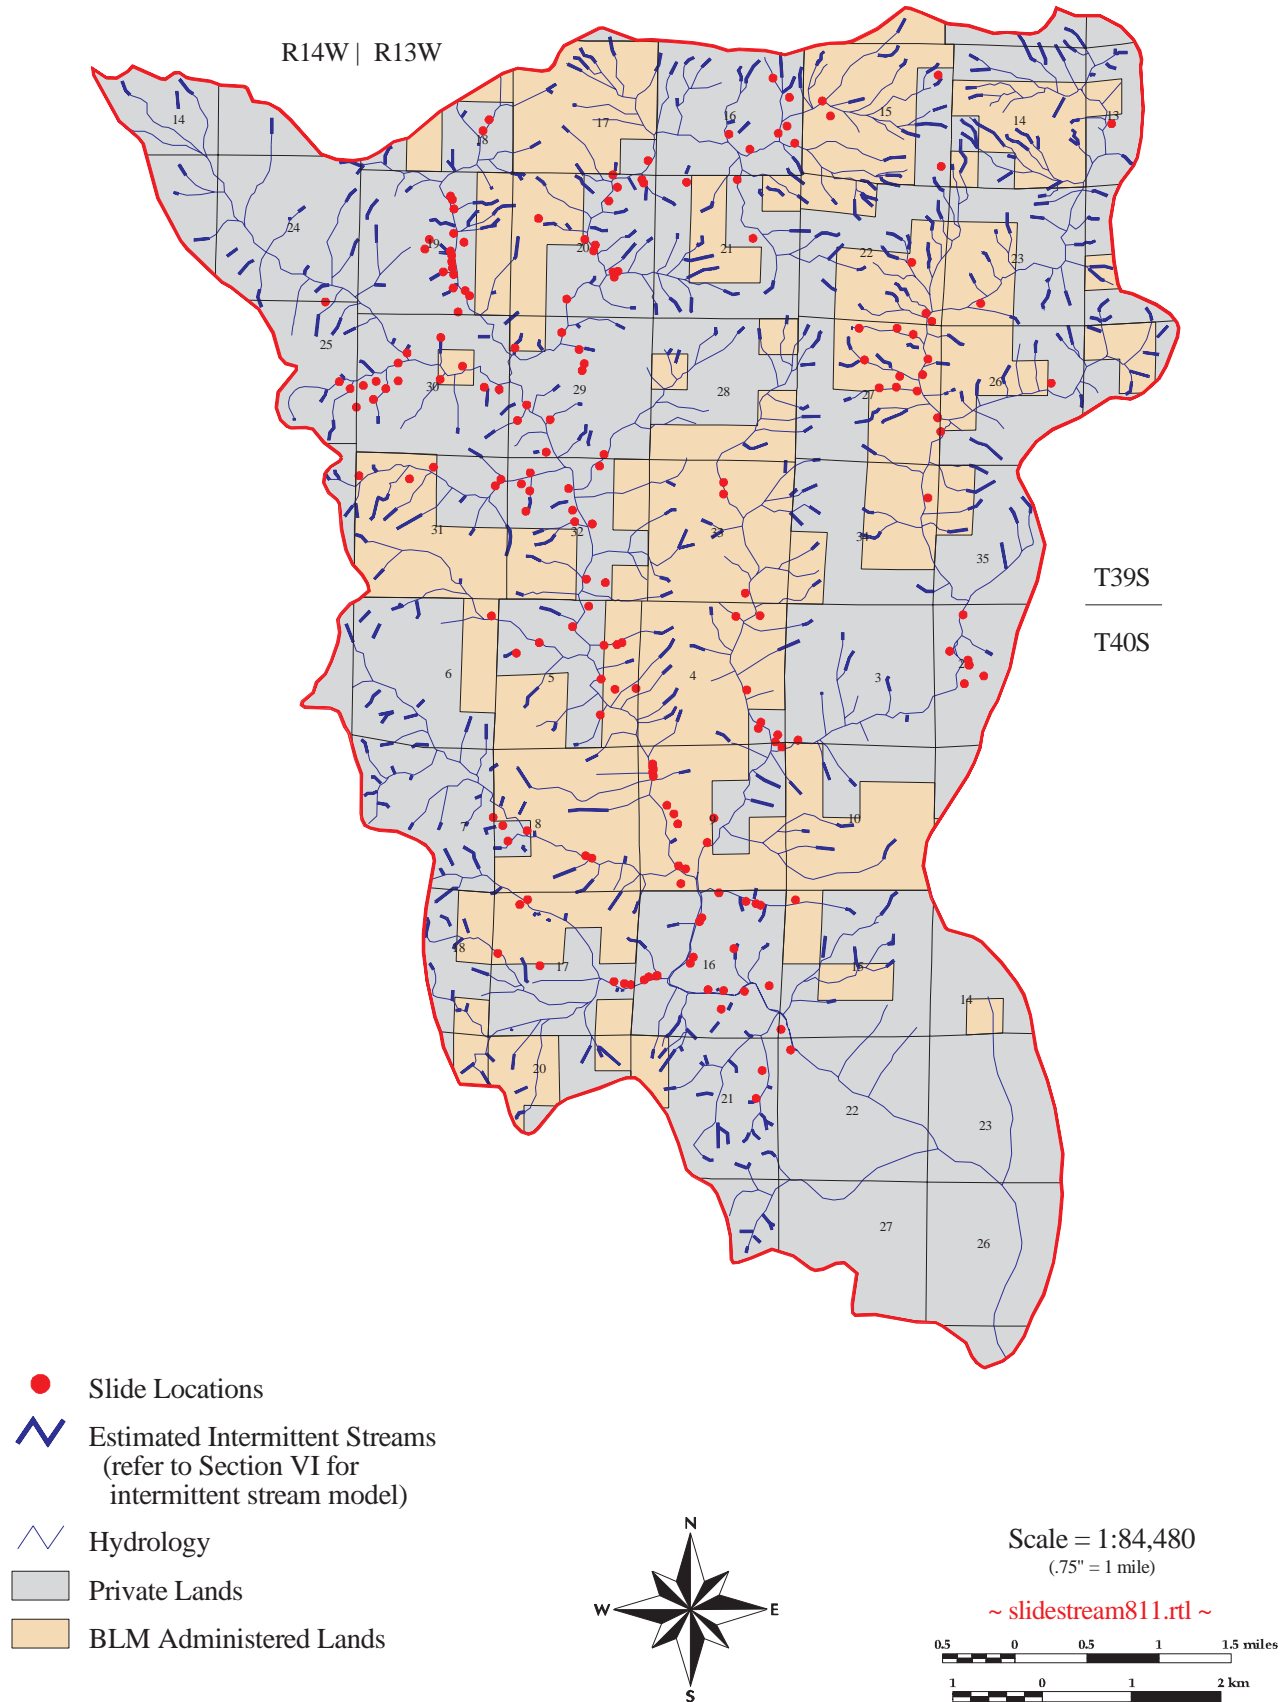 R14W | R13W
14
18
17
16
15
14
13
24
19
20
21
22
23
25
30
29
28
27
26
31
32
33
34
35
T39S
T40S
6
5
4
3
2
7
8
9
10
18
17
16
15
14
20
21
22
23
27
26
Slide Locations
Estimated Intermittent Streams
(refer to Section VI for
intermittent stream model)
Hydrology
Private Lands
BLM Administered Lands
N
W
E
S
Scale = 1:84,480
(.75" = 1 mile)
~ slidestream811.rtl ~
0.5 0 0.5 1 1.5 miles
1 0 1 2 km